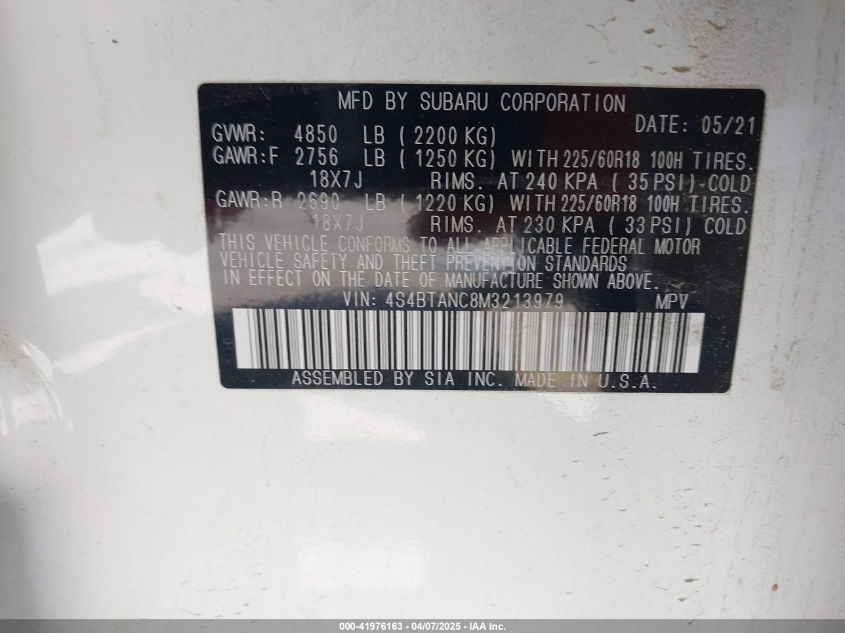 MFD BY SUBARU CORPORATION
DATE: 05/21
GVWR: 4850 LB ( 2200 KG)
GAWR:F 2756 LB ( 1250 KG) WITH 225/60R18 100H TIRES.
18X7J RIMS. AT 240 KPA ( 35 PSI) COLD
GAWR:R 2690 LB ( 1220 KG) WITH 225/60R18 100H TIRES.
18X7J RIMS. AT 230 KPA ( 33 PSI) COLD
THIS VEHICLE CONFORMS TO ALL APPLICABLE FEDERAL MOTOR
VEHICLE SAFETY AND THEFT PREVENTION STANDARDS
IN EFFECT ON THE DATE OF MANUFACTURE SHOWN ABOVE.
VIN: 4S4BTANC8M3213979 MPV
ASSEMBLED BY SIA INC. MADE IN U.S.A.
000-41976163 - 04/07/2025 - IAA Inc.